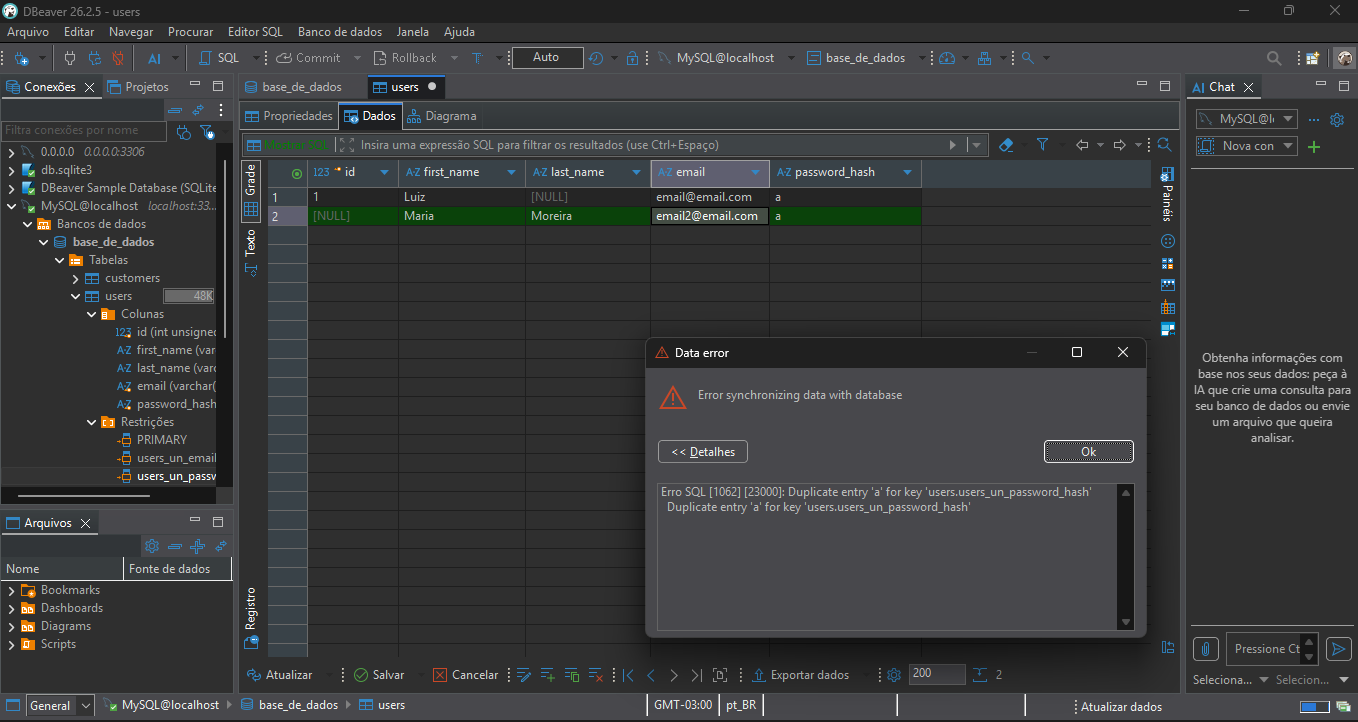 DBeaver 26.2.5 - users
Arquivo Editar Navegar Procurar Editor SQL Banco de dados Janela Ajuda
AI SQL Commit Rollback T Auto MySQL@localhost base_de_dados
Conexões Projetos
Filtra conexões por nome
0.0.0.0 0.0.0.0:3306
db.sqlite3
DBeaver Sample Database (SQLite
MySQL@localhost localhost:33...
Bancos de dados
base_de_dados
Tabelas
customers
users 48K
Colunas
123 id (int unsigned
A-Z first_name (var
A-Z last_name (varc
A-Z email (varchar(
A-Z password_hash
Restrições
PRIMARY
users_un_email
users_un_passw
Arquivos
Nome Fonte de dados
Bookmarks
Dashboards
Diagrams
Scripts
base_de_dados users
Propriedades Dados Diagrama
Mostrar SQL Insira uma expressão SQL para filtrar os resultados (use Ctrl+Espaço)
Grade
Texto
Registro
123 id A-Z first_name A-Z last_name A-Z email A-Z password_hash
1 1 Luiz [NULL] email@email.com a
2 [NULL] Maria Moreira email2@email.com a
Painéis
Data error
Error synchronizing data with database
<< Detalhes Ok
Erro SQL [1062] [23000]: Duplicate entry 'a' for key 'users.users_un_password_hash'
Duplicate entry 'a' for key 'users.users_un_password_hash'
Atualizar Salvar Cancelar Exportar dados 200 2
AI Chat
MySQL@l
Nova con
Obtenha informações com
base nos seus dados: peça à
IA que crie uma consulta para
seu banco de dados ou envie
um arquivo que queira
analisar.
Pressione Ct
Seleciona... Selecion...
General MySQL@localhost base_de_dados users GMT-03:00 pt_BR Atualizar dados